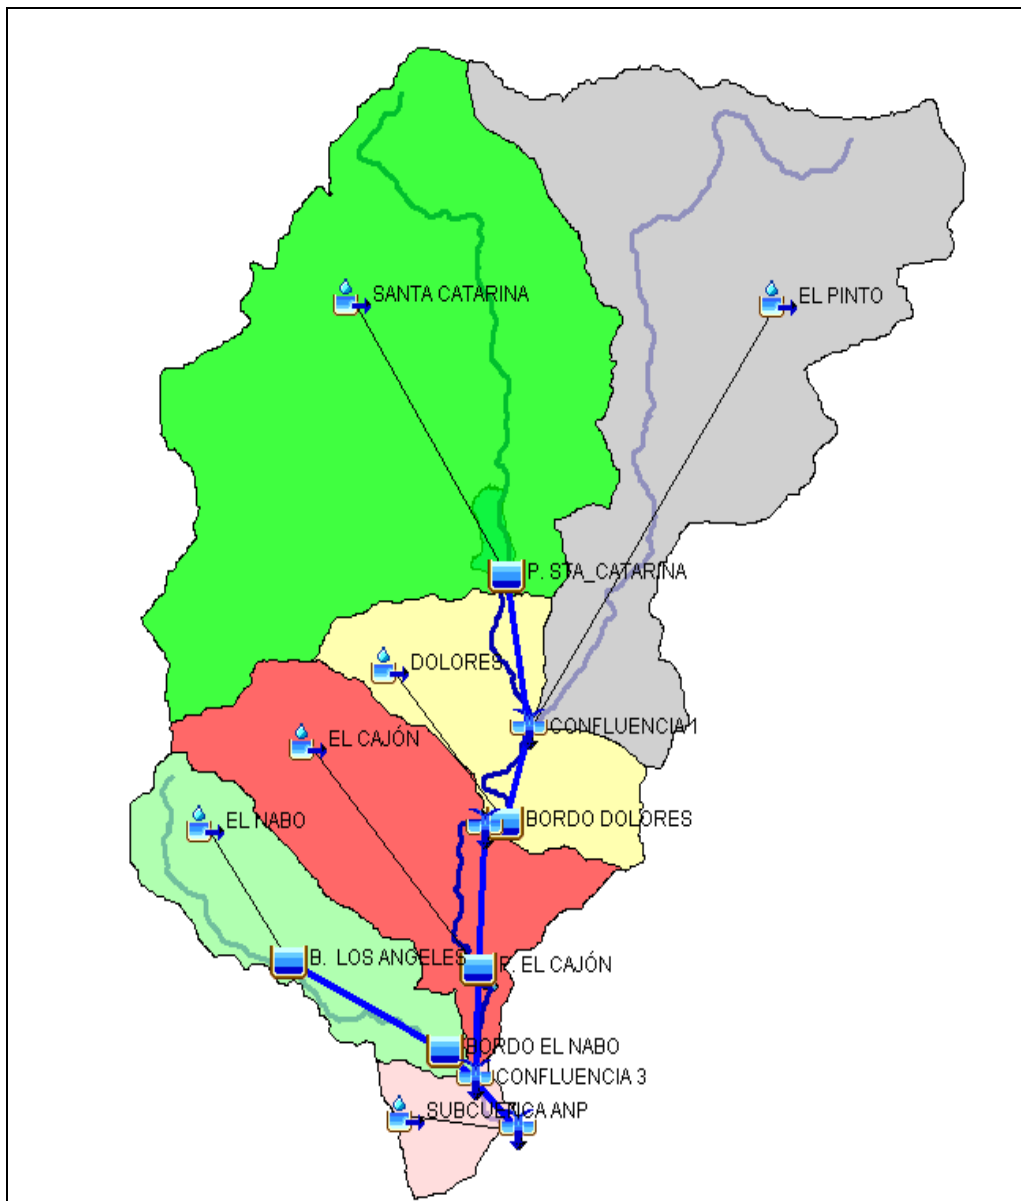 SANTA CATARINA
EL PINTO
P. STA_CATARINA
DOLORES
CONFLUENCIA 1
EL CAJÓN
BORDO DOLORES
EL NABO
B. LOS ANGELES
P. EL CAJÓN
BORDO EL NABO
CONFLUENCIA 3
SUBCUENCA ANP